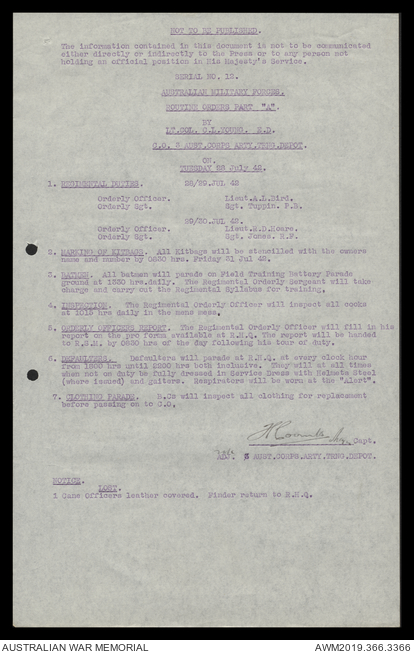 NOT TO BE PUBLISHED.
The information contained in this document is not to be communicated
either directly or indirectly to the Press or to any person not
holding an official position in His Majesty's Service.
SERIAL NO. 12.
AUSTRALIAN MILITARY FORCES.
ROUTINE ORDERS PART "A".
BY
LT.COL. E.D.
C.O. 2 AUST.CORPS ARTY.TRNG.DEPOT.
ON
TUESDAY 28 July 42.
1. REGIMENTAL DUTIES. 28/29.JUL 42
Orderly Officer. Lieut.A.L.Bird.
Orderly Sgt. Sgt. Tuppin. P.B.
29/30.JUL 42.
Orderly Officer. Lieut.R.D.Hoare.
Orderly Sgt. Sgt. Jones. R.W.
2. MARKING OF KITBAGS. All Kitbags will be stencilled with the owners
name and number by 0830 hrs. Friday 31 Jul 42.
3. BATMEN. All batmen will parade on Field Training Battery Parade
ground at 1330 hrs.daily. The Regimental Orderly Sergeant will take
charge and carry out the Regimental Syllabus for training.
4. INSPECTION. The Regimental Orderly Officer will inspect all cooks
at 1015 hrs daily in the mens mess.
5. ORDERLY OFFICERS REPORT. The Regimental Orderly Officer will fill in his
report on the pro forma available at R.H.Q. The report will be handed
to R.S.M. by 0830 hrs of the day following his tour of duty.
6. DEFAULTERS. Defaulters will parade at R.H.Q. at every clock hour
from 1800 hrs until 2200 hrs both inclusive. They will at all times
when not on duty be fully dressed in Service Dress with Helmets Steel
(where issued) and gaiters. Respirators will be worn at the "Alert".
7. CLOTHING PARADE. B.Cs will inspect all clothing for replacement
before passing on to C.O.
Capt.
Adj. 2 AUST.CORPS.ARTY.TRNG.DEPOT.
NOTICE.
LOST.
1 Cane Officers leather covered. Finder return to R.H.Q.
AUSTRALIAN WAR MEMORIAL
AWM2019.366.3366